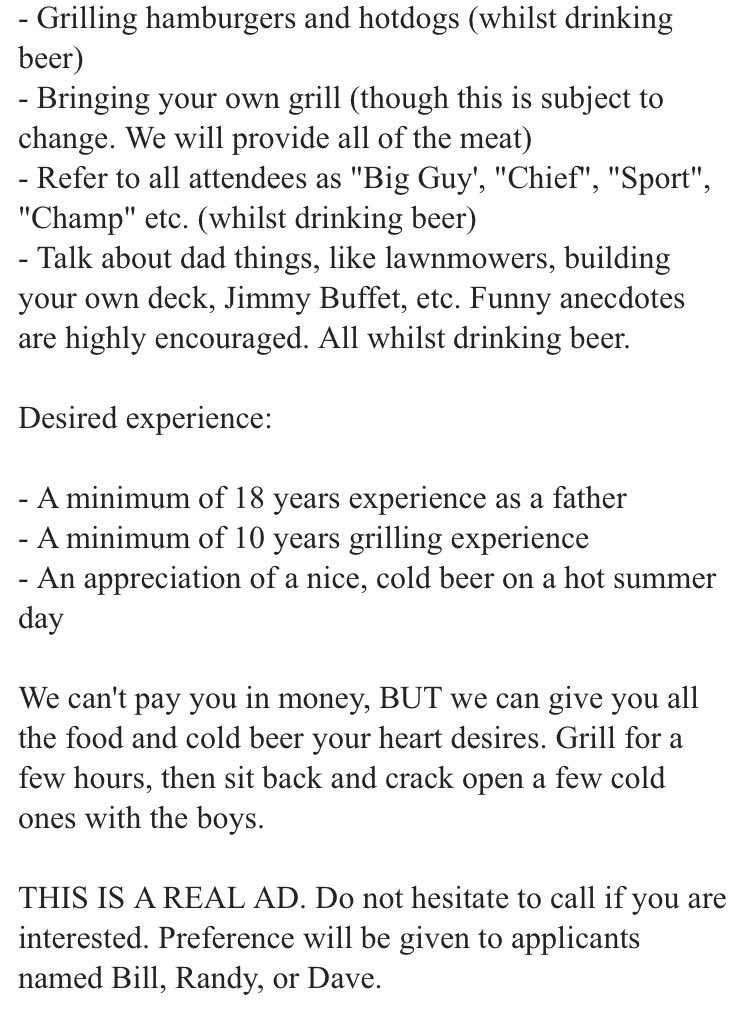 - Grilling hamburgers and hotdogs (whilst drinking
beer)
- Bringing your own grill (though this is subject to
change. We will provide all of the meat)
- Refer to all attendees as "Big Guy', "Chief", "Sport",
"Champ" etc. (whilst drinking beer)
- Talk about dad things, like lawnmowers, building
your own deck, Jimmy Buffet, etc. Funny anecdotes
are highly encouraged. All whilst drinking beer.

Desired experience:

- A minimum of 18 years experience as a father
- A minimum of 10 years grilling experience
- An appreciation of a nice, cold beer on a hot summer
day

We can't pay you in money, BUT we can give you all
the food and cold beer your heart desires. Grill for a
few hours, then sit back and crack open a few cold
ones with the boys.

THIS IS A REAL AD. Do not hesitate to call if you are
interested. Preference will be given to applicants
named Bill, Randy, or Dave.